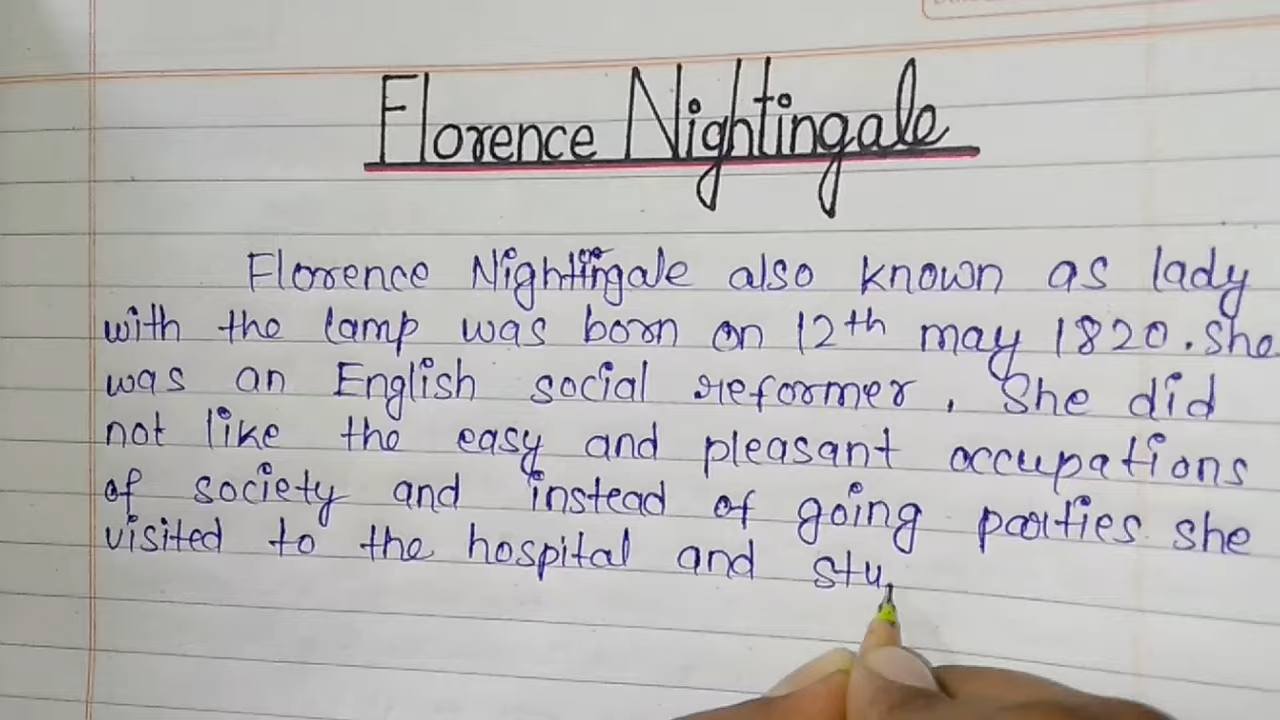 Florence Nightingale
Florence Nightingale also known as lady
with the lamp was born on 12th may 1820. She
was an English social reformer, She did
not like the easy and pleasant occupations
of society and instead of going parties she
visited to the hospital and stu